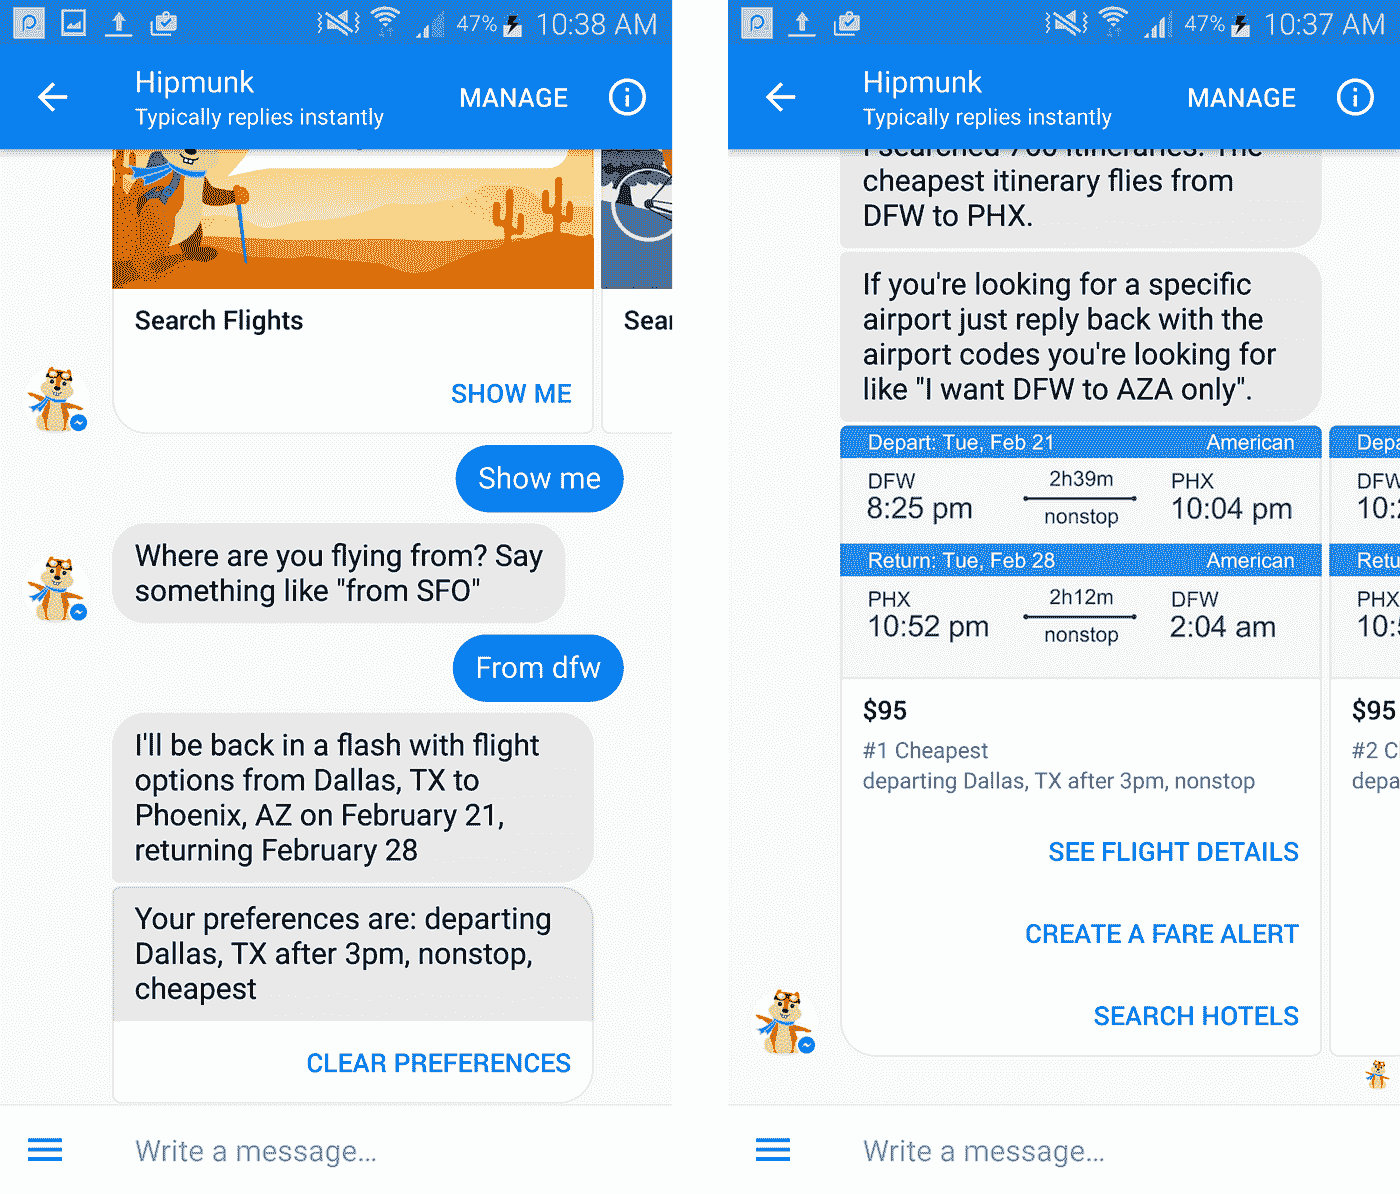 47% 10:38 AM
Hipmunk
Typically replies instantly
MANAGE
Search Flights
SHOW ME
Show me
Where are you flying from? Say
something like "from SFO"
From dfw
I'll be back in a flash with flight
options from Dallas, TX to
Phoenix, AZ on February 21,
returning February 28
Your preferences are: departing
Dallas, TX after 3pm, nonstop,
cheapest
CLEAR PREFERENCES
Write a message...
47% 10:37 AM
Hipmunk
Typically replies instantly
MANAGE
I searched 700 itineraries. The
cheapest itinerary flies from
DFW to PHX.
If you're looking for a specific
airport just reply back with the
airport codes you're looking for
like "I want DFW to AZA only".
Depart: Tue, Feb 21 American
DFW 2h39m PHX
8:25 pm nonstop 10:04 pm
Return: Tue, Feb 28 American
PHX 2h12m DFW
10:52 pm nonstop 2:04 am
$95
#1 Cheapest
departing Dallas, TX after 3pm, nonstop
SEE FLIGHT DETAILS
CREATE A FARE ALERT
SEARCH HOTELS
DFW
PHX
$95
#2
Write a message...